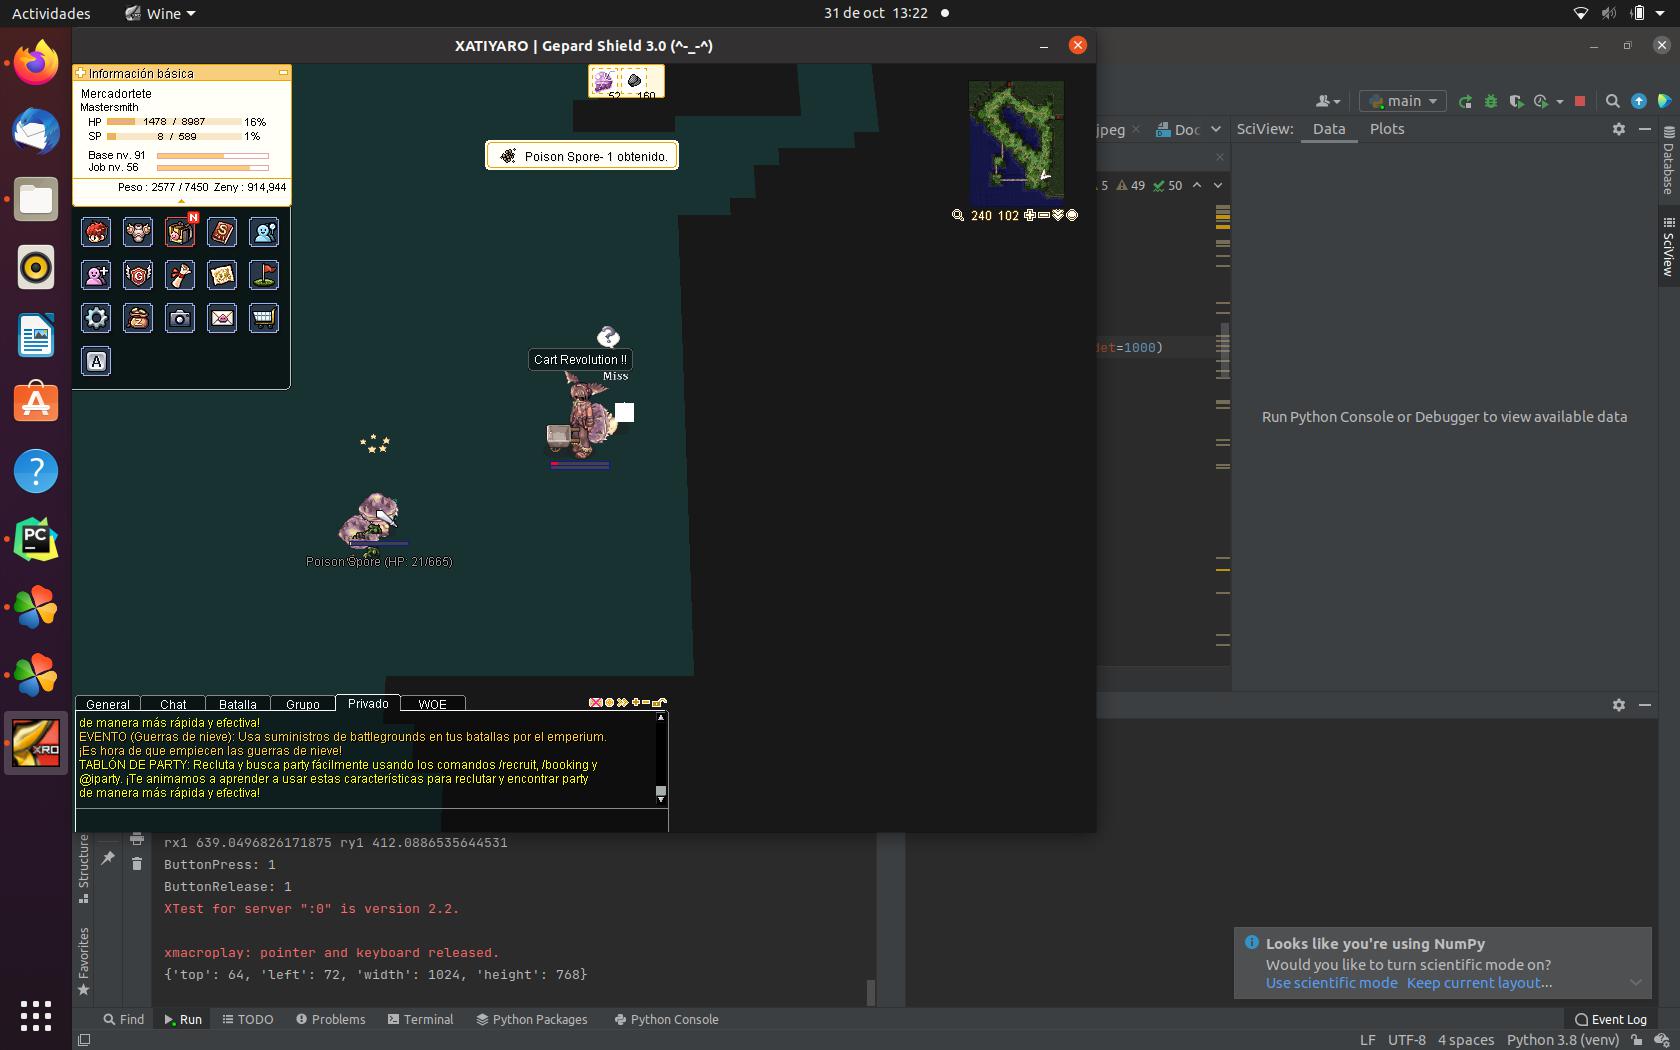 Actividades
Wine
31 de oct 13:22
XATIYARO | Gepard Shield 3.0 (^-_-^)
Información básica
Mercadortete
Mastersmith
HP 1478 / 8987 16%
SP 8 / 589 1%
Base nv. 91
Job nv. 56
Peso : 2577 / 7450 Zeny : 914,944
N
S
G
A
52 160
Poison Spore- 1 obtenido.
240 102
Cart Revolution !!
Miss
Poison Spore (HP: 21/665)
General Chat Batalla Grupo Privado WOE
de manera más rápida y efectiva!
EVENTO (Guerras de nieve): Usa suministros de battlegrounds en tus batallas por el emperium.
¡Es hora de que empiecen las guerras de nieve!
TABLÓN DE PARTY: Recluta y busca party fácilmente usando los comandos /recruit, /booking y
@iparty. ¡Te animamos a aprender a usar estas características para reclutar y encontrar party
de manera más rápida y efectiva!
main
jpeg Doc
SciView: Data Plots
5 49 50
Database
SciView
det=1000)
Run Python Console or Debugger to view available data
PC
XRO
Structure
Favorites
rx1 639.0496826171875 ry1 412.0886535644531
ButtonPress: 1
ButtonRelease: 1
XTest for server ":0" is version 2.2.
xmacroplay: pointer and keyboard released.
{'top': 64, 'left': 72, 'width': 1024, 'height': 768}
Looks like you're using NumPy
Would you like to turn scientific mode on?
Use scientific mode Keep current layout...
Find Run TODO Problems Terminal Python Packages Python Console
Event Log
LF UTF-8 4 spaces Python 3.8 (venv)